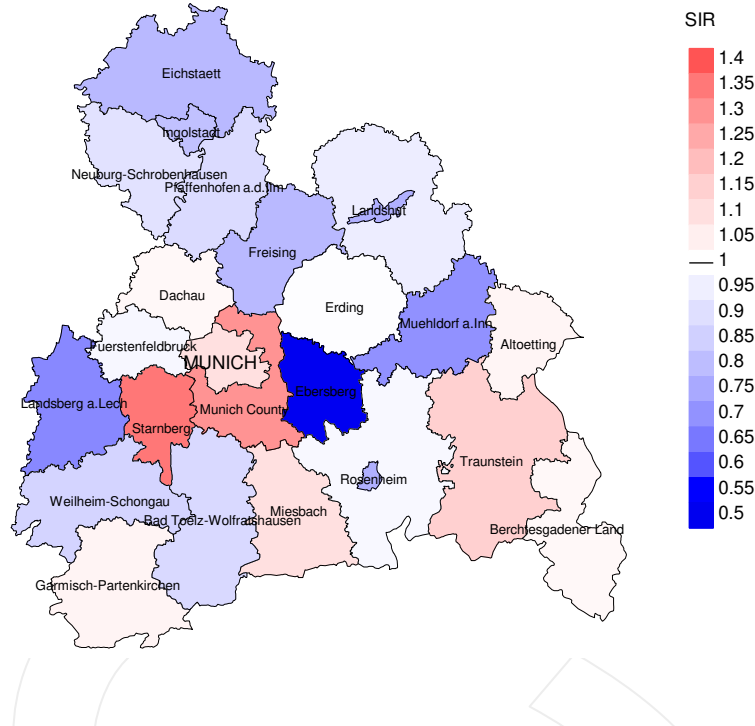 SIR
1.4
1.35
1.3
1.25
1.2
1.15
1.1
1.05
1
0.95
0.9
0.85
0.8
0.75
0.7
0.65
0.6
0.55
0.5
Eichstaett
Ingolstadt
Neuburg-Schrobenhausen
Pfaffenhofen a.d.Ilm
Landshut
Freising
Dachau
Erding
Muehldorf a.Inn
Altoetting
Fuerstenfeldbruck
MUNICH
Ebersberg
Landsberg a.Lech
Munich County
Starnberg
Traunstein
Rosenheim
Weilheim-Schongau
Miesbach
Bad Toelz-Wolfratshausen
Berchtesgadener Land
Garmisch-Partenkirchen